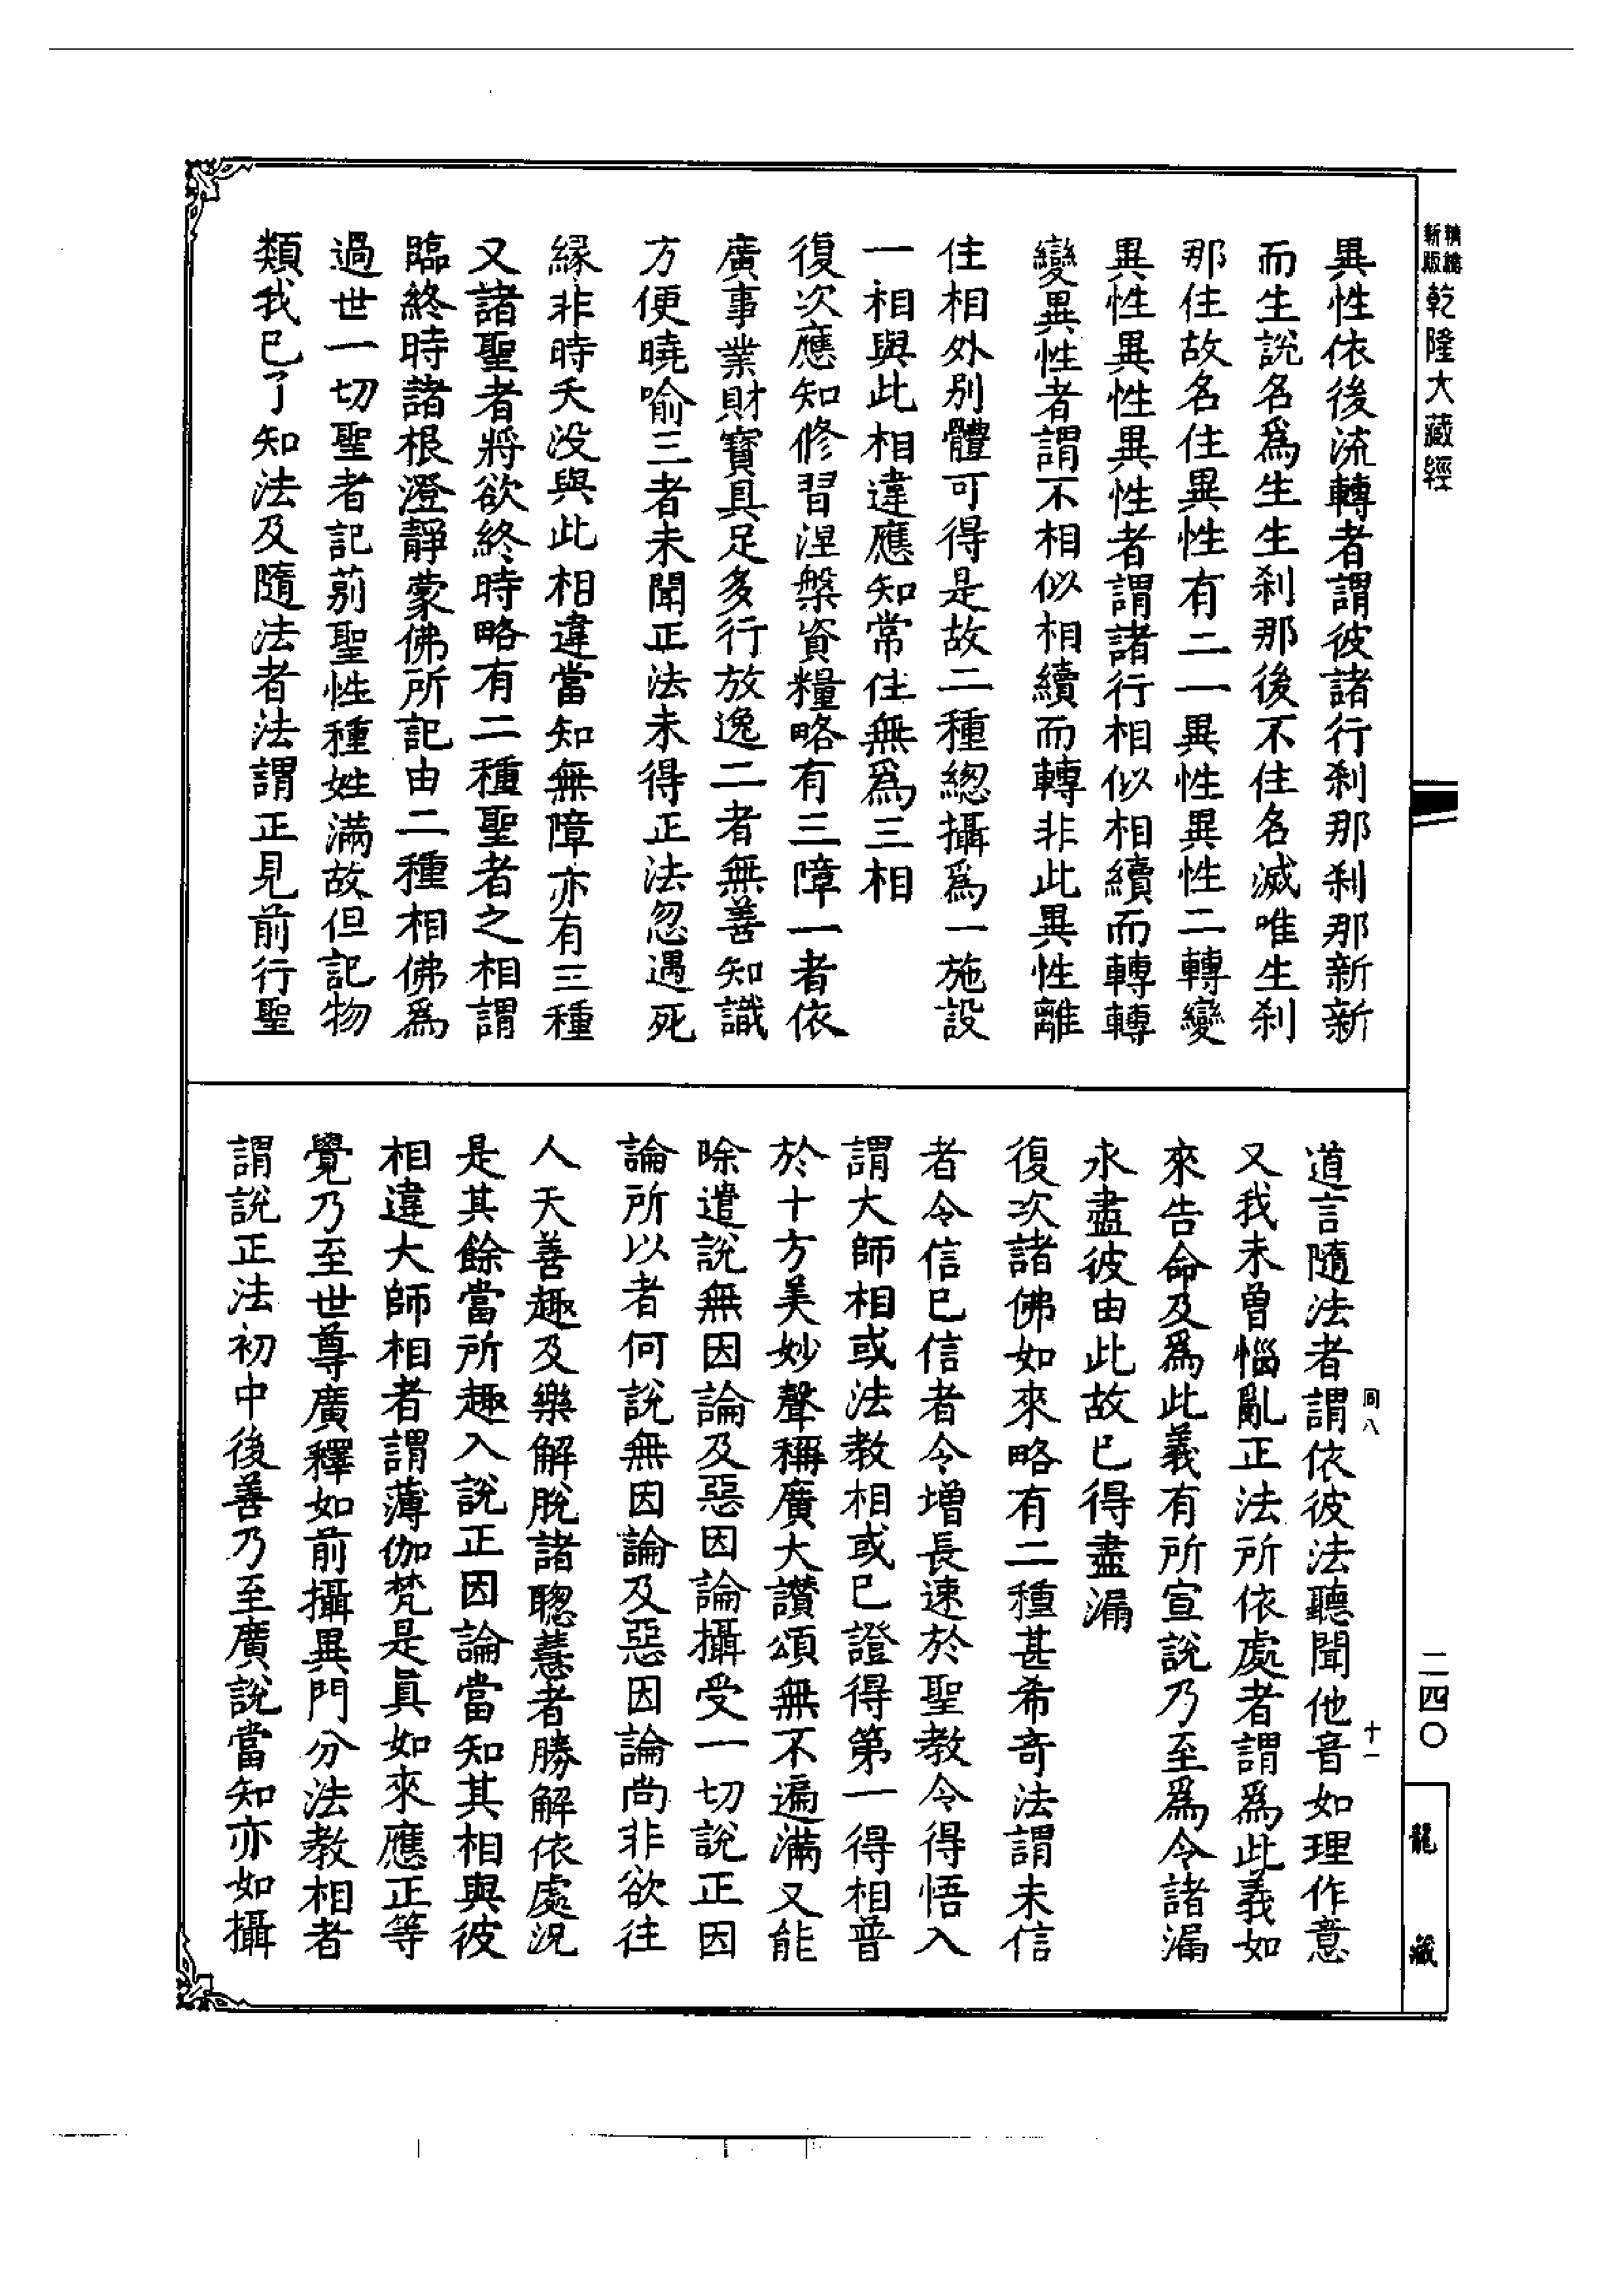 精縮新版乾隆大藏經
異性依後流轉者謂彼諸行刹那刹那新新
而生說名爲生生刹那後不住名滅唯生刹
那住故名住異性有二一異性異性二轉變
異性異性異性者謂諸行相似相續而轉轉
變異性者謂不相似相續而轉非此異性離
住相外別體可得是故二種總攝爲一施設
一相與此相違應知常住無爲三相
復次應知修習涅槃資糧略有三障一者依
廣事業財寶具足多行放逸二者無善知識
方便曉喻三者未聞正法未得正法忽遇死
緣非時夭没與此相違當知無障亦有三種
又諸聖者將欲終時略有二種聖者之相謂
臨終時諸根澄靜蒙佛所記由二種相佛爲
過世一切聖者記莂聖性種姓滿故但記物
類我已了知法及隨法者法謂正見前行聖
道言隨法者謂依彼法聽聞他音如理作意
又我未曾惱亂正法所依處者謂爲此義如
來告命及爲此義有所宣說乃至爲令諸漏
永盡彼由此故已得盡漏
復次諸佛如來略有二種甚希奇法謂未信
者令信已信者令增長速於聖教令得悟入
謂大師相或法教相或已證得第一得相普
於十方美妙聲稱廣大讚頌無不遍滿又能
除遣說無因論及惡因論攝受一切說正因
論所以者何說無因論及惡因論尚非欲往
人天善趣及樂解脫諸聰慧者勝解依處況
是其餘當所趣入說正因論當知其相與彼
相違大師相者謂薄伽梵是真如來應正等
覺乃至世尊廣釋如前攝異門分法教相者
謂說正法初中後善乃至廣說當知亦如攝
同八
十一
二四〇
龍藏